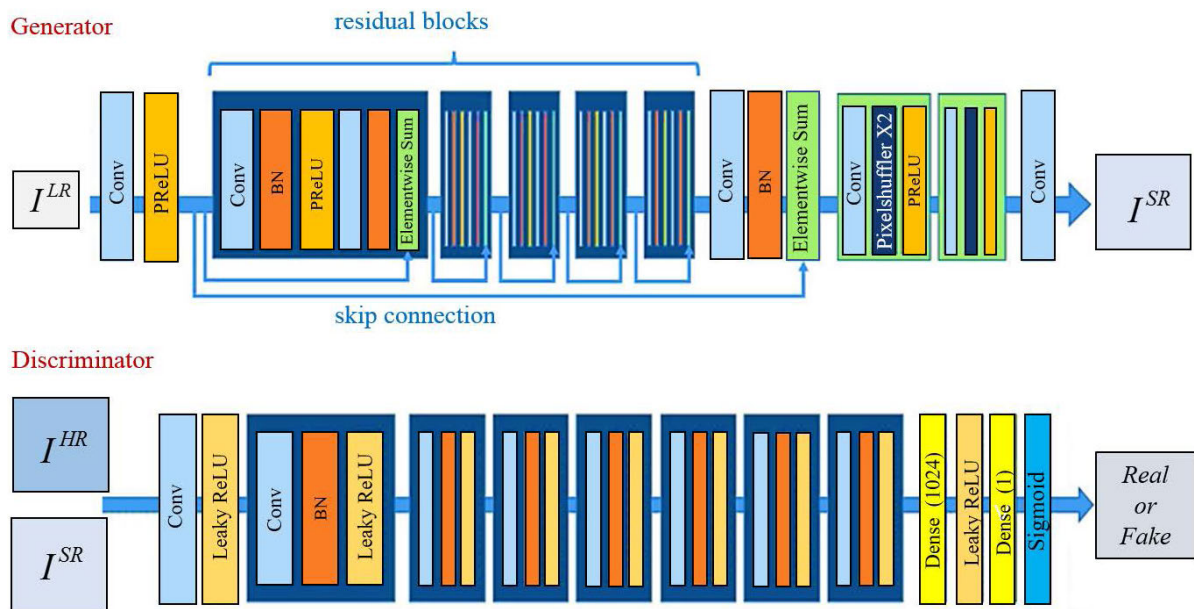 Generator
residual blocks
I^LR
Conv
PReLU
Conv
BN
PReLU
Elementwise Sum
Conv
BN
Elementwise Sum
Conv
Pixelshuffler X2
PReLU
Conv
I^SR
skip connection
Discriminator
I^HR
I^SR
Conv
Leaky ReLU
Conv
BN
Leaky ReLU
Dense (1024)
Leaky ReLU
Dense (1)
Sigmoid
Real
or
Fake